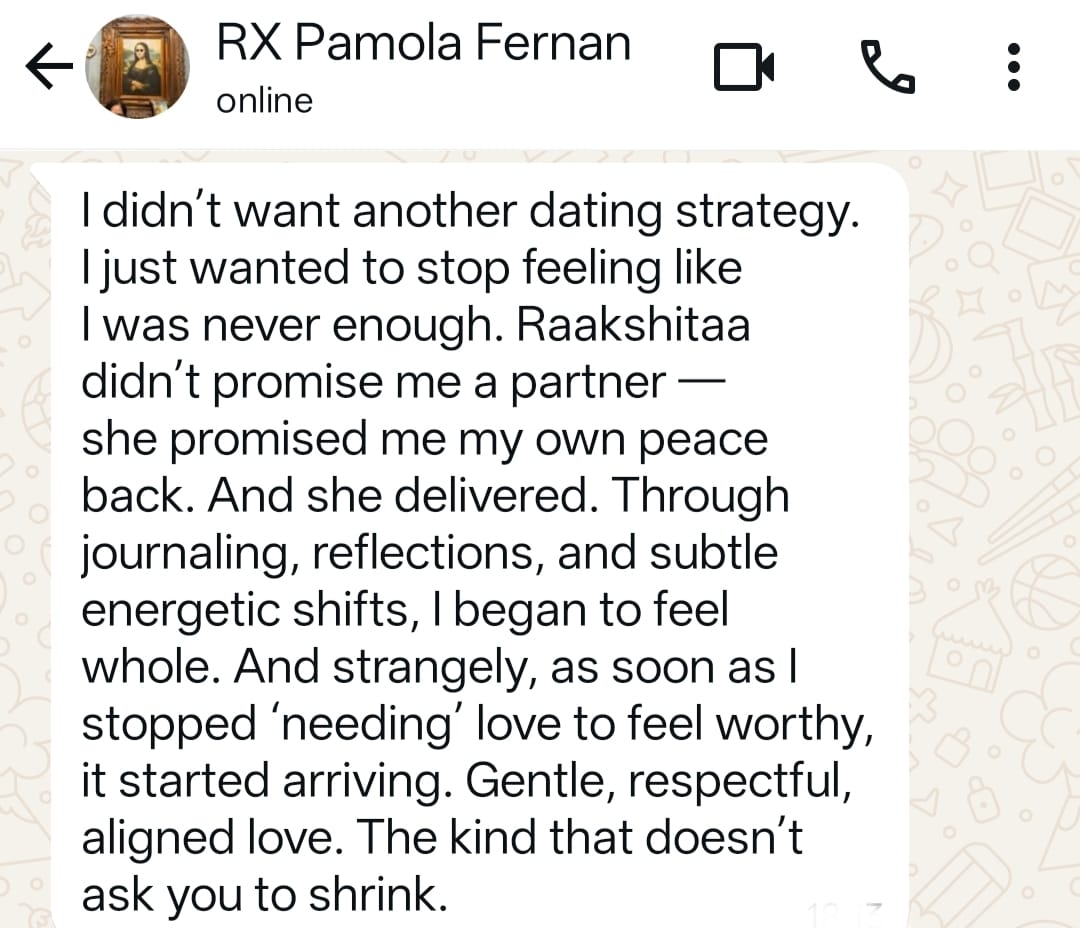 RX Pamola Fernan
online
I didn’t want another dating strategy.
I just wanted to stop feeling like
I was never enough. Raakshitaa
didn’t promise me a partner —
she promised me my own peace
back. And she delivered. Through
journaling, reflections, and subtle
energetic shifts, I began to feel
whole. And strangely, as soon as I
stopped ‘needing’ love to feel worthy,
it started arriving. Gentle, respectful,
aligned love. The kind that doesn’t
ask you to shrink.